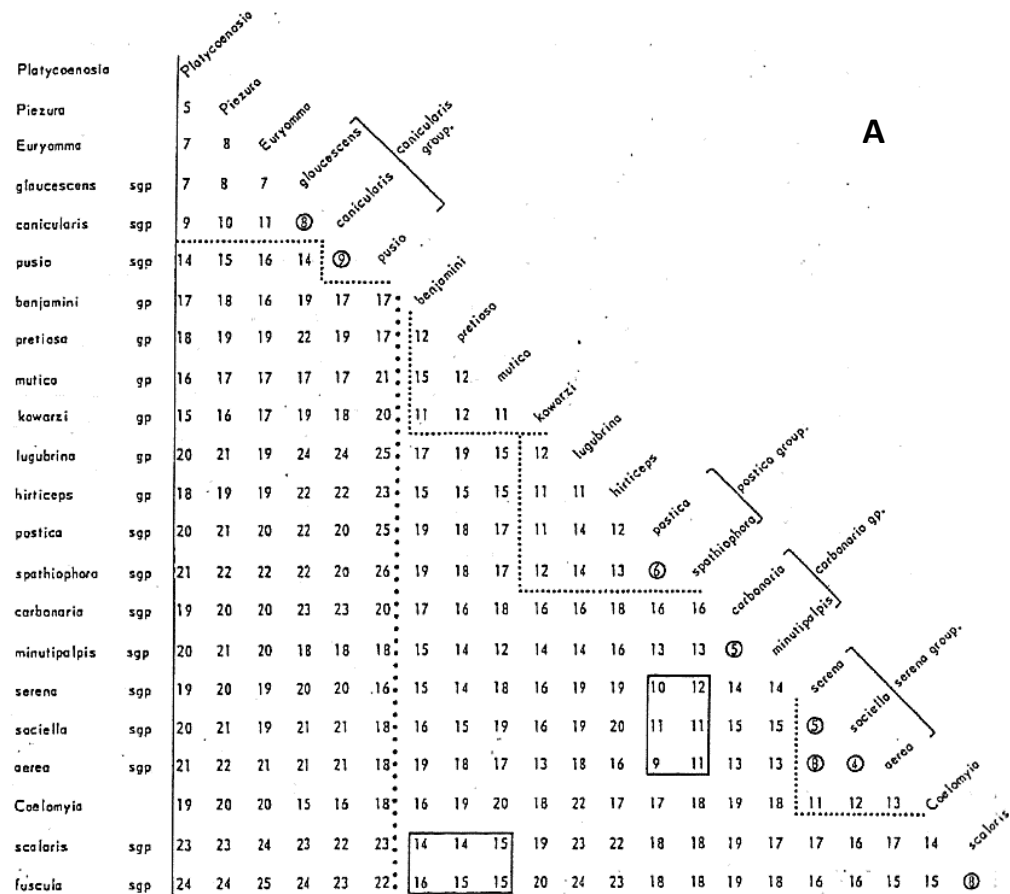 Platycoenosia Platycoenosia
Piezura 5 Piezura
Euryomma 7 8 Euryomma
glaucescens sgp 7 8 7 glaucescens
canicularis sgp 9 10 11 8 canicularis
canicularis group.
pusio sgp 14 15 16 14 9 pusio
benjamini gp 17 18 16 19 17 17 benjamini
pretiosa gp 18 19 19 22 19 17 12 pretiosa
mutica gp 16 17 17 17 17 21 15 12 mutica
kowarzi gp 15 16 17 19 18 20 11 12 11 kowarzi
lugubrina gp 20 21 19 24 24 25 17 19 15 12 lugubrina
hirticeps gp 18 19 19 22 22 23 15 15 15 11 11 hirticeps
postica sgp 20 21 20 22 20 25 19 18 17 11 14 12 postica
postica group.
spathiophora sgp 21 22 22 22 20 26 19 18 17 12 14 13 6 spathiophora
carbonaria sgp 19 20 20 23 23 20 17 16 18 16 16 18 16 16 carbonaria
carbonaria gp.
minutipalpis sgp 20 21 20 18 18 18 15 14 12 14 14 16 13 13 5 minutipalpis
serena sgp 19 20 19 20 20 16 15 14 18 16 19 19 10 12 14 14 serena
serena group.
sociella sgp 20 21 19 21 21 18 16 15 19 16 19 20 11 11 15 15 5 sociella
aerea sgp 21 22 21 21 21 18 19 18 17 13 18 16 9 11 13 13 8 4 aerea
Coelomyia 19 20 20 15 16 18 16 19 20 18 22 17 17 18 19 18 11 12 13 Coelomyia
scalaris sgp 23 23 24 23 22 23 14 14 15 19 23 22 18 18 19 17 17 16 17 14 scalaris
fuscula sgp 24 24 25 24 23 22 16 15 15 20 24 23 18 18 19 18 16 16 15 15 8
A